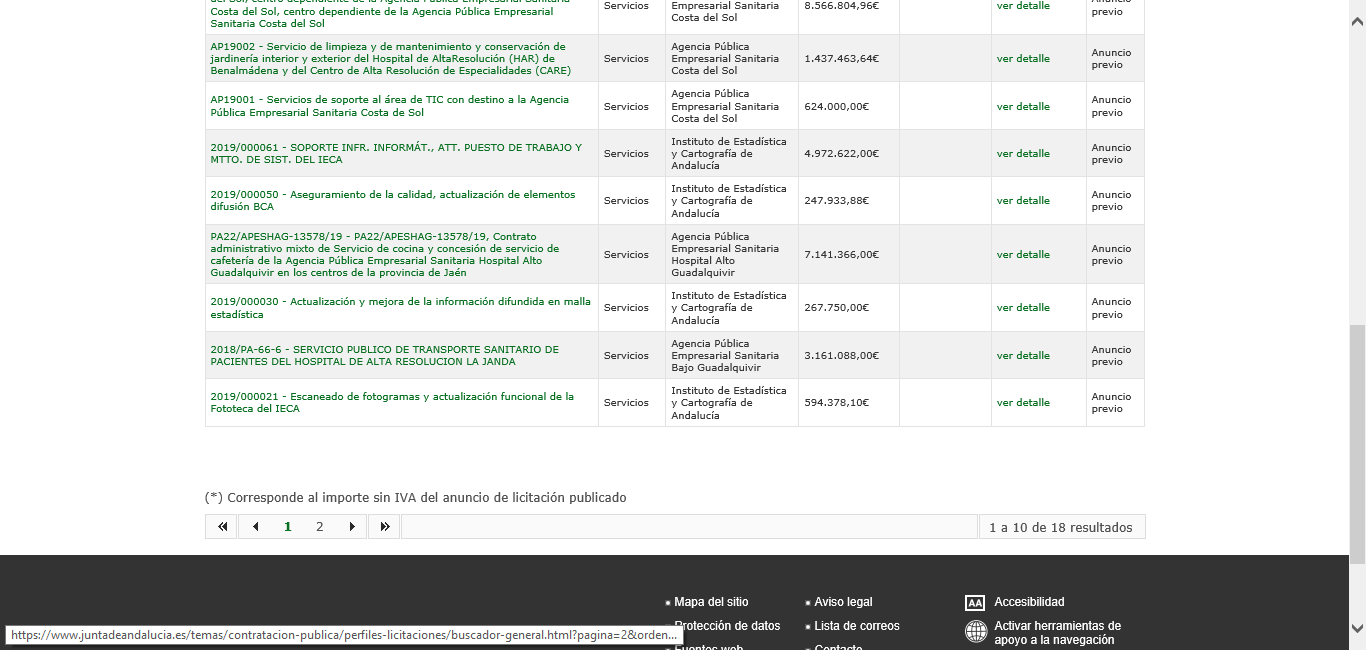 Costa del Sol, centro dependiente de la Agencia Pública Empresarial
Sanitaria Costa del Sol
Servicios
Empresarial Sanitaria
Costa del Sol
8.566.804,96€
ver detalle
Anuncio
previo
AP19002 - Servicio de limpieza y de mantenimiento y conservación de
jardinería interior y exterior del Hospital de AltaResolución (HAR) de
Benalmádena y del Centro de Alta Resolución de Especialidades (CARE)
Servicios
Agencia Pública
Empresarial Sanitaria
Costa del Sol
1.437.463,64€
ver detalle
Anuncio
previo
AP19001 - Servicios de soporte al área de TIC con destino a la Agencia
Pública Empresarial Sanitaria Costa de Sol
Servicios
Agencia Pública
Empresarial Sanitaria
Costa del Sol
624.000,00€
ver detalle
Anuncio
previo
2019/000061 - SOPORTE INFR. INFORMÁT., ATT. PUESTO DE TRABAJO Y
MTTO. DE SIST. DEL IECA
Servicios
Instituto de Estadística
y Cartografía de
Andalucía
4.972.622,00€
ver detalle
Anuncio
previo
2019/000050 - Aseguramiento de la calidad, actualización de elementos
difusión BCA
Servicios
Instituto de Estadística
y Cartografía de
Andalucía
247.933,88€
ver detalle
Anuncio
previo
PA22/APESHAG-13578/19 - PA22/APESHAG-13578/19, Contrato
administrativo mixto de Servicio de cocina y concesión de servicio de
cafetería de la Agencia Pública Empresarial Sanitaria Hospital Alto
Guadalquivir en los centros de la provincia de Jaén
Servicios
Agencia Pública
Empresarial Sanitaria
Hospital Alto
Guadalquivir
7.141.366,00€
ver detalle
Anuncio
previo
2019/000030 - Actualización y mejora de la información difundida en malla
estadística
Servicios
Instituto de Estadística
y Cartografía de
Andalucía
267.750,00€
ver detalle
Anuncio
previo
2018/PA-66-6 - SERVICIO PUBLICO DE TRANSPORTE SANITARIO DE
PACIENTES DEL HOSPITAL DE ALTA RESOLUCION LA JANDA
Servicios
Agencia Pública
Empresarial Sanitaria
Bajo Guadalquivir
3.161.088,00€
ver detalle
Anuncio
previo
2019/000021 - Escaneado de fotogramas y actualización funcional de la
Fototeca del IECA
Servicios
Instituto de Estadística
y Cartografía de
Andalucía
594.378,10€
ver detalle
Anuncio
previo
(*) Corresponde al importe sin IVA del anuncio de licitación publicado
1 2
1 a 10 de 18 resultados
Mapa del sitio
Aviso legal
AA Accesibilidad
Protección de datos
Lista de correos
Activar herramientas de
apoyo a la navegación
Fuentes web
Contacto
https://www.juntadeandalucia.es/temas/contratacion-publica/perfiles-licitaciones/buscador-general.html?pagina=2&orden...